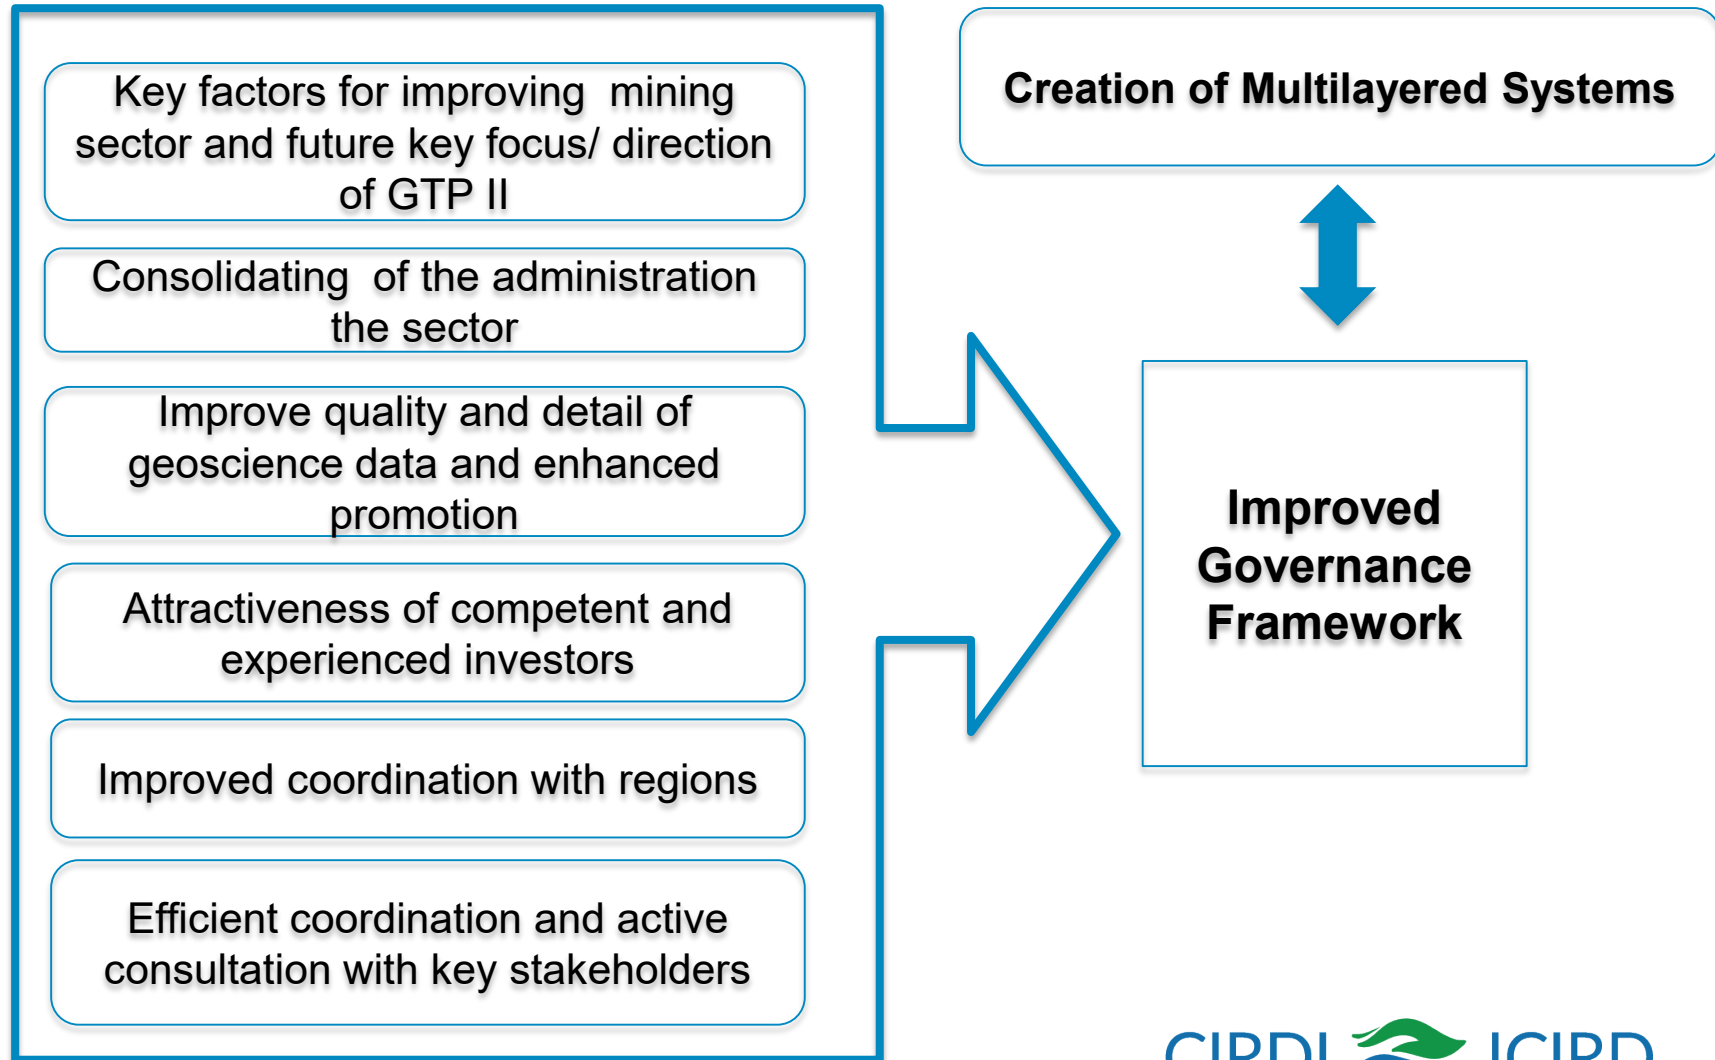 Key factors for improving  mining
sector and future key focus/ direction
of GTP II
Consolidating  of the administration
the sector
Improve quality and detail of
geoscience data and enhanced
promotion
Attractiveness of competent and
experienced investors
Improved coordination with regions
Efficient coordination and active
consultation with key stakeholders
Creation of Multilayered Systems
Improved
Governance
Framework
CIRDI ICIRD